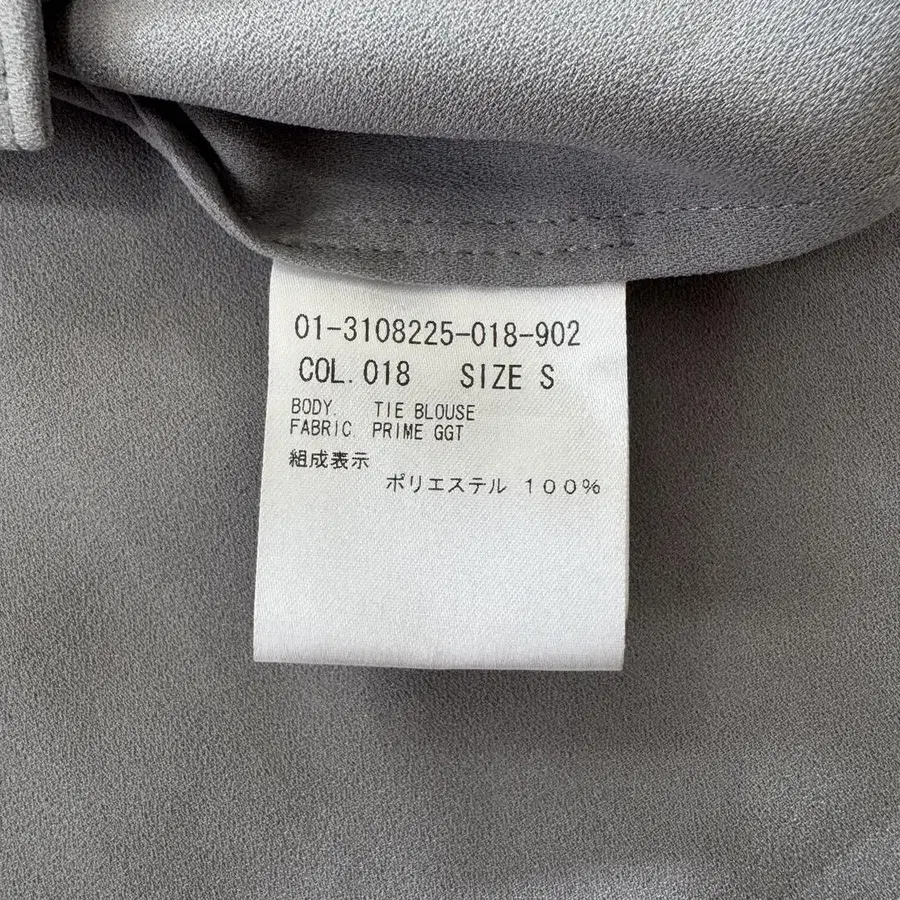 01-3108225-018-902
COL.018 SIZE S
BODY. TIE BLOUSE
FABRIC. PRIME GGT
組成表示
ポリエステル 100%